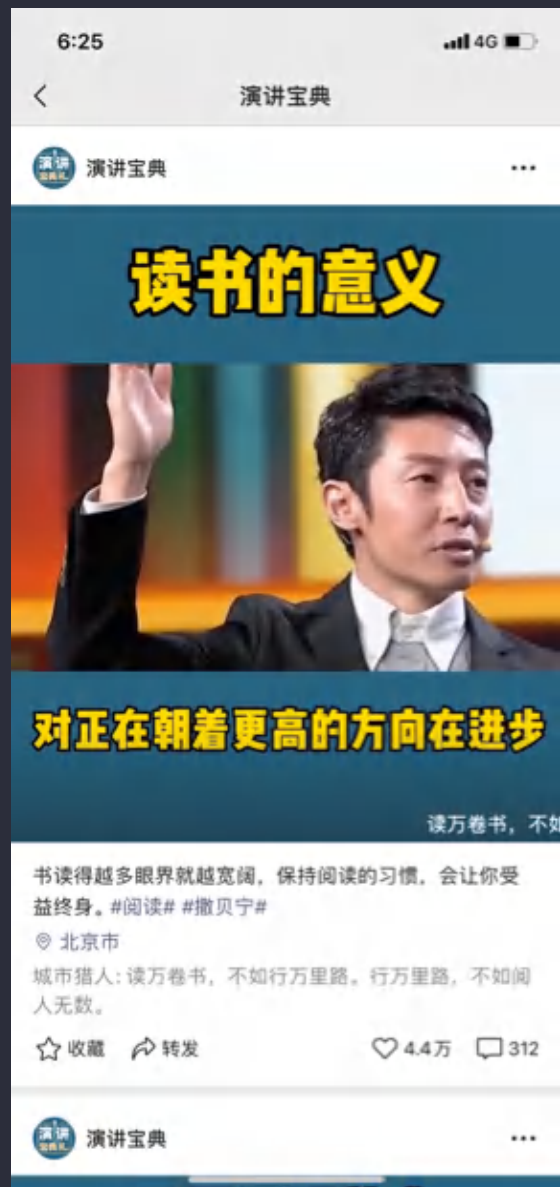 6:25
4G
演讲宝典
演讲
演讲宝典
读书的意义
对正在朝着更高的方向在进步
读万卷书，不如
书读得越多眼界就越宽阔，保持阅读的习惯，会让你受
益终身。#阅读# #撒贝宁#
北京市
城市猎人：读万卷书，不如行万里路。行万里路，不如阅
人无数。
收藏 转发 4.4万 312
演讲
演讲宝典